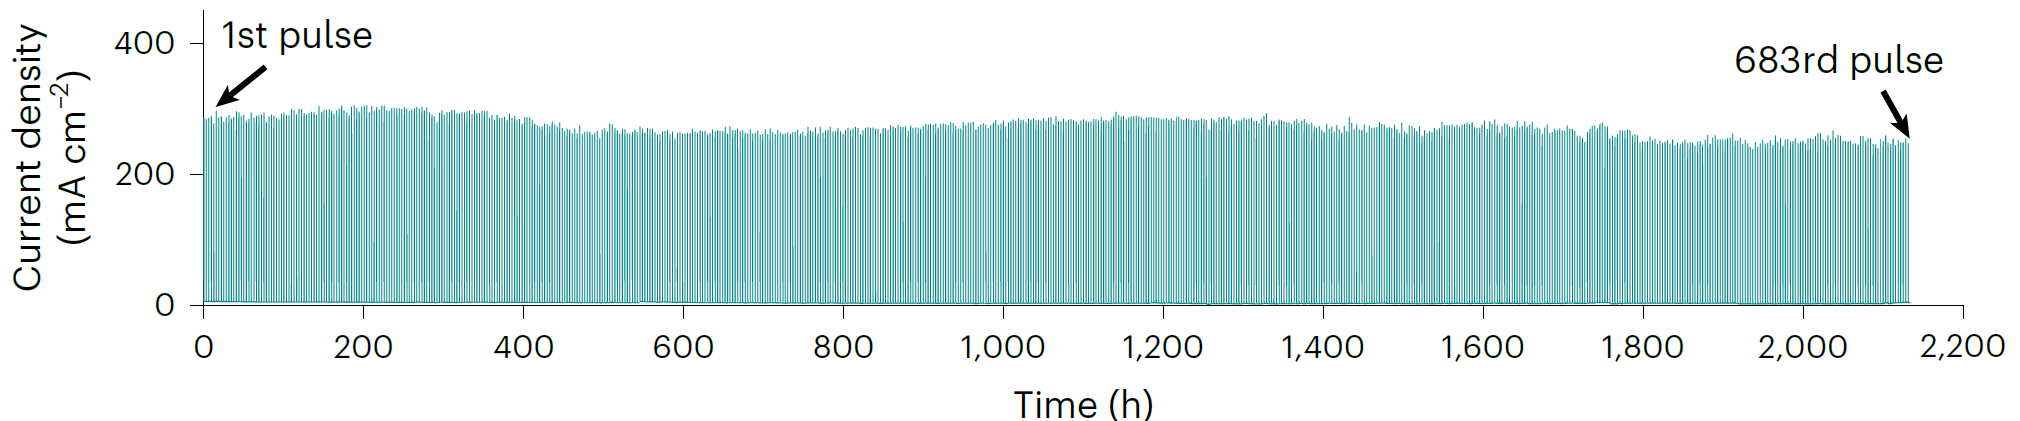 Current density
(mA cm⁻²)
400
200
0
1st pulse
683rd pulse
0 200 400 600 800 1,000 1,200 1,400 1,600 1,800 2,000 2,200
Time (h)